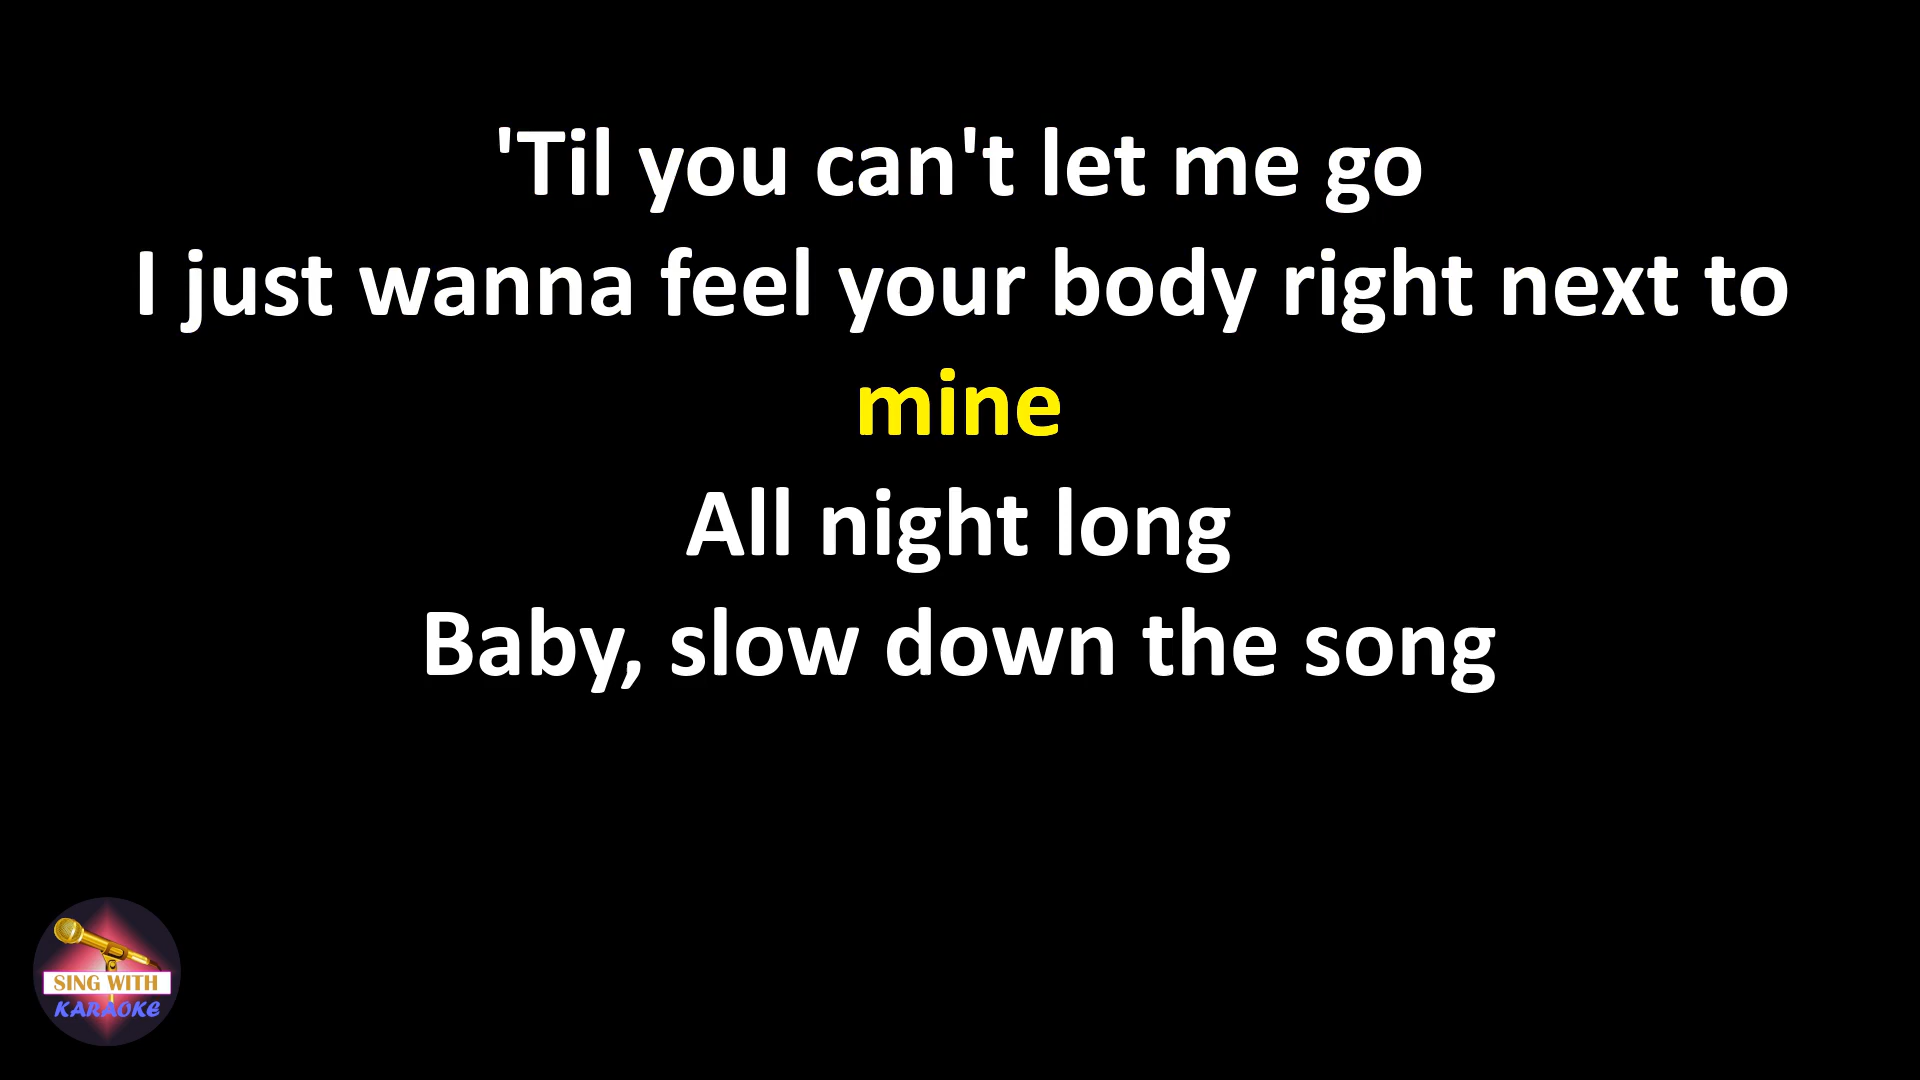 'Til you can't let me go
I just wanna feel your body right next to
mine
All night long
Baby, slow down the song
SING WITH
KARAOKE